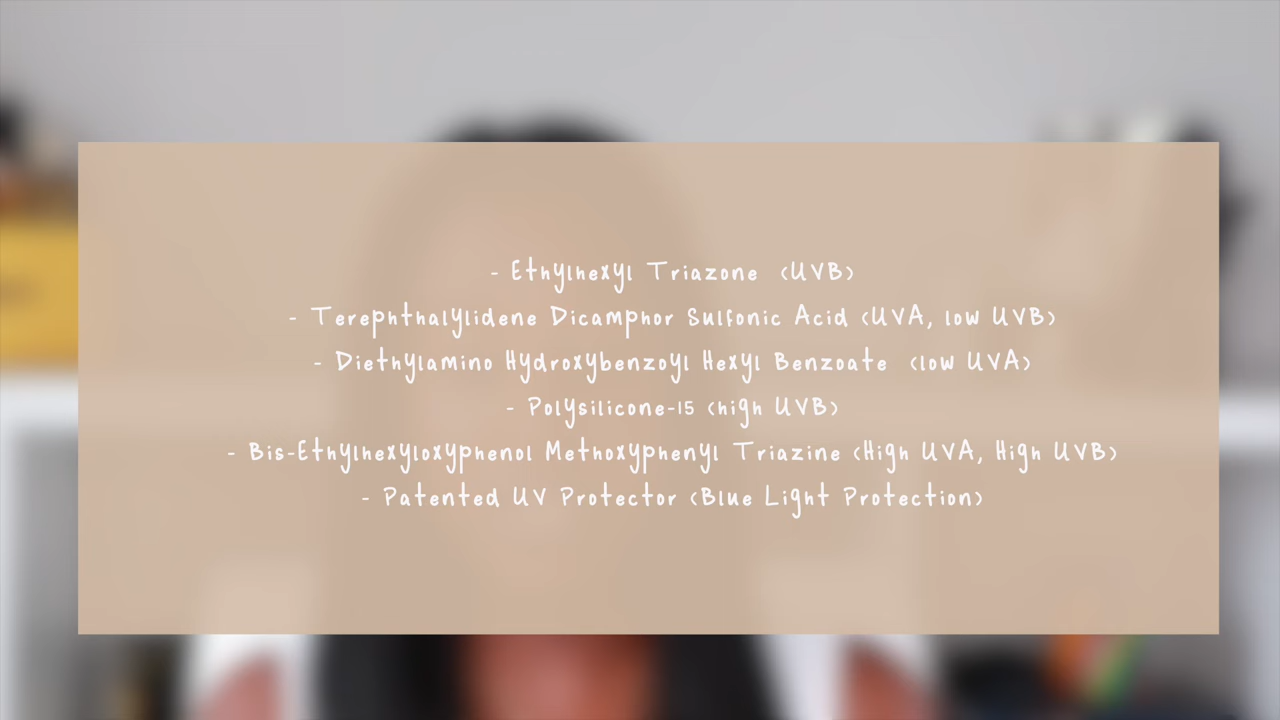 - Ethylhexyl Triazone (UVB)
- Terephthalylidene Dicamphor Sulfonic Acid (UVA, low UVB)
- Diethylamino Hydroxybenzoyl Hexyl Benzoate (low UVA)
- Polysilicone-15 (high UVB)
- Bis-Ethylhexyloxyphenol Methoxyphenyl Triazine (High UVA, High UVB)
- Patented UV Protector (Blue Light Protection)